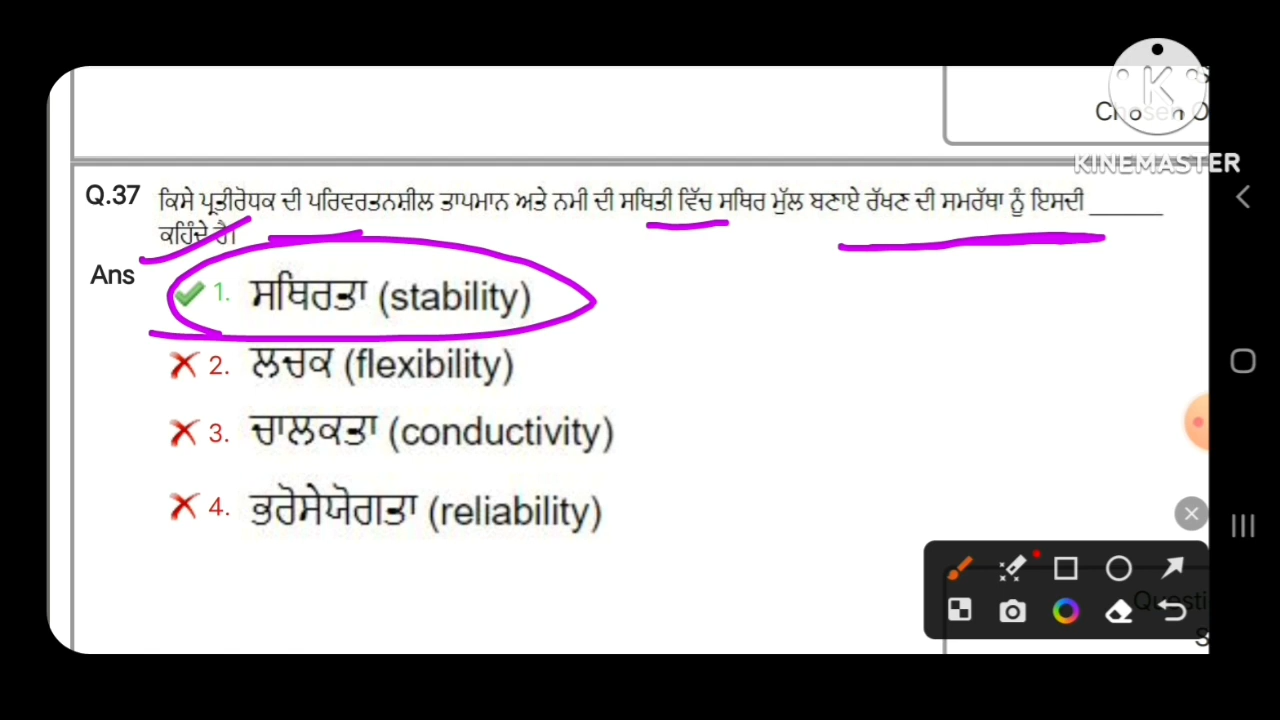 Chosen O
KINEMASTER
Q.37 ਕਿਸੇ ਪ੍ਰਤੀਰੋਧਕ ਦੀ ਪਰਿਵਰਤਨਸ਼ੀਲ ਤਾਪਮਾਨ ਅਤੇ ਨਮੀ ਦੀ ਸਥਿਤੀ ਵਿੱਚ ਸਥਿਰ ਮੁੱਲ ਬਣਾਏ ਰੱਖਣ ਦੀ ਸਮਰੱਥਾ ਨੂੰ ਇਸਦੀ ______
ਕਹਿੰਦੇ ਹੈ।
Ans
1. ਸਥਿਰਤਾ (stability)
2. ਲਚਕ (flexibility)
3. ਚਾਲਕਤਾ (conductivity)
4. ਭਰੋਸੇਯੋਗਤਾ (reliability)
Questi
S